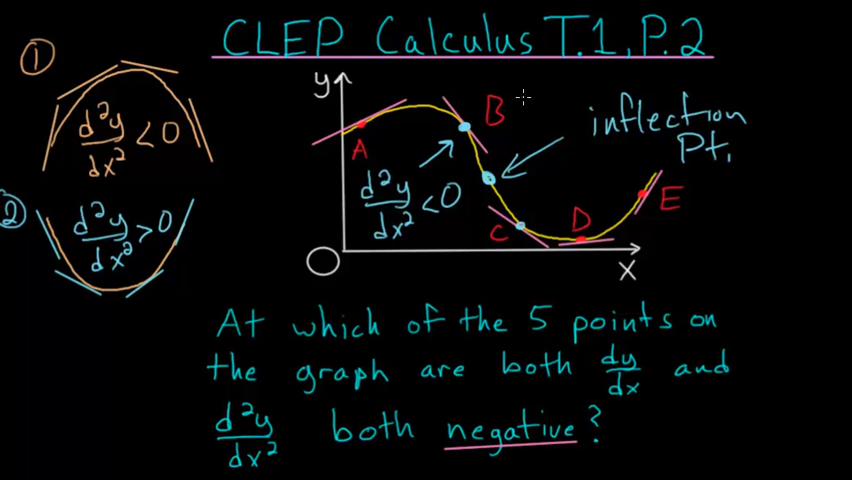 CLEP Calculus T.1, P.2
①
d²y/dx² < 0
②
d²y/dx² > 0
y
A
B
inflection
Pt.
d²y/dx² < 0
C
D
E
O
x
At which of the 5 points on
the graph are both dy/dx and
d²y/dx² both negative?